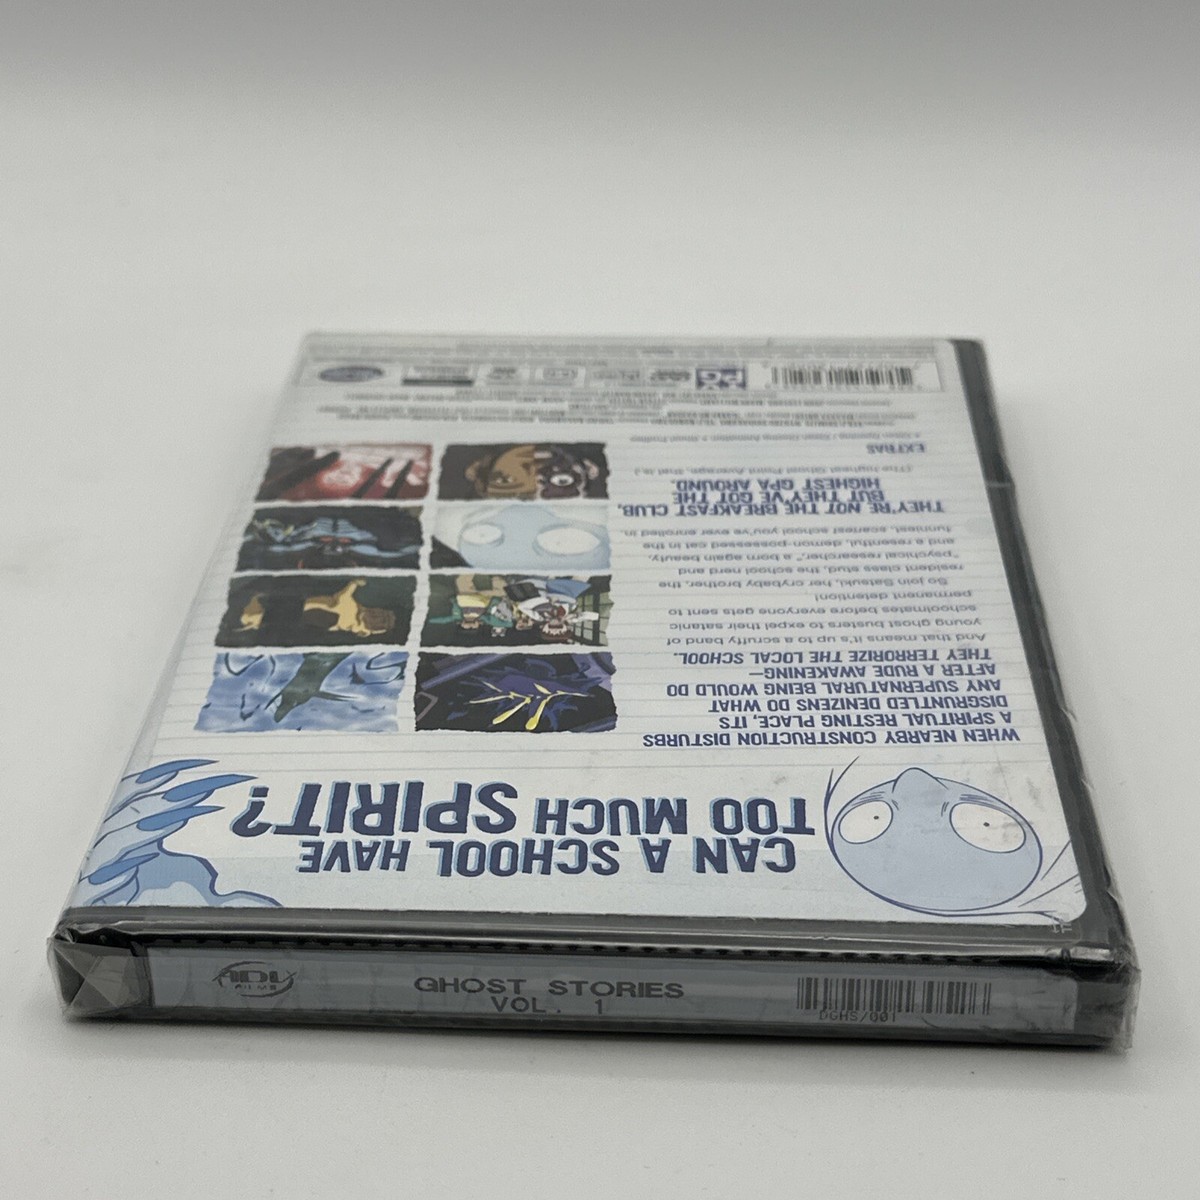 CAN A SCHOOL HAVE
TOO MUCH SPIRIT?
WHEN NEARBY CONSTRUCTION DISTURBS
A SPIRITUAL RESTING PLACE, ITS
DISGRUNTLED DENIZENS DO WHAT
ANY SUPERNATURAL BEING WOULD DO
AFTER A RUDE AWAKENING—
THEY TERRORIZE THE LOCAL SCHOOL.
And that means it's up to a scruffy band of
young ghost busters to expel their satanic
schoolmates before everyone gets sent to
permanent detention!
So join Satsuki, her crybaby brother, the
resident class stud, the school nerd and
"psychical researcher," a born again beauty,
and a resentful, demon-possessed cat in the
funniest, scariest school you've ever enrolled in.
THEY'RE NOT THE BREAKFAST CLUB,
BUT THEY'VE GOT THE
HIGHEST GPA AROUND.
(The highest Ghost Point Average, that is.)
EXTRAS
PG
ADV
FILMS
GHOST STORIES
VOL. 1
DGHS/001